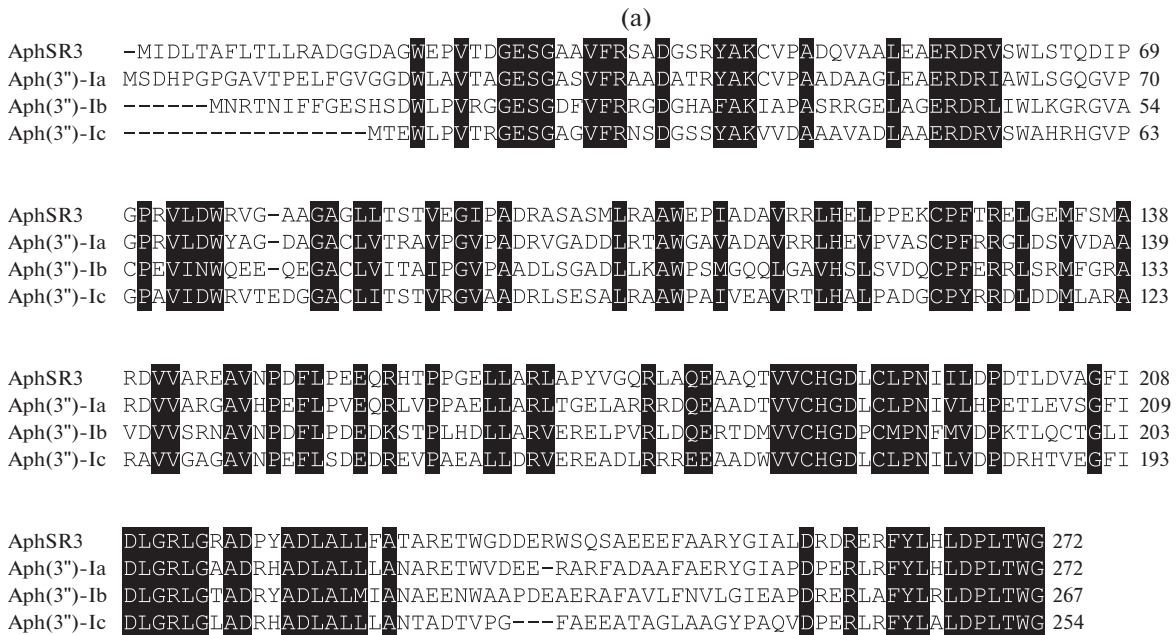 (a)
AphSR3 -MIDLTAFLTLLRADGGDAGWEPVTDGESGAAVFRSADGSRYAKCVPADQVAALEAERDRVSWLSTQDIP 69
Aph(3")-Ia MSDHPGPGAVTPELFGVGGDWLAVTAGESGASVFRAADATRYAKCVPAADAAGLEAERDRIAWLSGQGVP 70
Aph(3")-Ib ------MNRTNIFFGESHSDWLPVRGGESGDFVFRRGDGHAFAKIAPASRRGELAGERDRLIWLKGRGVA 54
Aph(3")-Ic -----------------MTEWLPVTRGESGAGVFRNSDGSSYAKVVDAAAVADLAAERDRVSWAHRHGVP 63
AphSR3 GPRVLDWRVG-AAGAGLLTSTVEGIPADRASASMLRAAWEPIADAVRRLHELPPEKCPFTRELGEMFSMA 138
Aph(3")-Ia GPRVLDWYAG-DAGACLVTRAVPGVPADRVGADDLRTAWGAVADAVRRLHEVPVASCPFRRGLDSVVDAA 139
Aph(3")-Ib CPEVINWQEE-QEGACLVITAIPGVPAADLSGADLLKAWPSMGQQLGAVHSLSVDQCPFERRLSRMFGRA 133
Aph(3")-Ic GPAVIDWRVTEDGGACLITSTVRGVAADRLSESALRAAWPAIVEAVRTLHALPADGCPYRRDLDDMLARA 123
AphSR3 RDVVAREAVNPDFLPEEQRHTPPGELLARLAPYVGQRLAQEAAQTVVCHGDLCLPNIILDPDTLDVAGFI 208
Aph(3")-Ia RDVVARGAVHPEFLPVEQRLVPPAELLARLTGELARRRDQEAADTVVCHGDLCLPNIVLHPETLEVSGFI 209
Aph(3")-Ib VDVVSRNAVNPDFLPDEDKSTPLHDLLARVERELPVRLDQERTDMVVCHGDPCMPNFMVDPKTLQCTGLI 203
Aph(3")-Ic RAVVGAGAVNPEFLSDEDREVPAEALLDRVEREADLRRREEAADWVVCHGDLCLPNILVDPDRHTVEGFI 193
AphSR3 DLGRLGRADPYADLALLFATARETWGDDERWSQSAEEEFAARYGIALDRDRERFYLHLDPLTWG 272
Aph(3")-Ia DLGRLGAADRHADLALLLANARETWVDEE-RARFADAAFAERYGIAPDPERLRFYLHLDPLTWG 272
Aph(3")-Ib DLGRLGTADRYADLALMIANAEENWAAPDEAERAFAVLFNVLGIEAPDRERLAFYLRLDPLTWG 267
Aph(3")-Ic DLGRLGLADRHADLALLLANTADTVPG---FAEEATAGLAAGYPAQVDPERLRFYLALDPLTWG 254